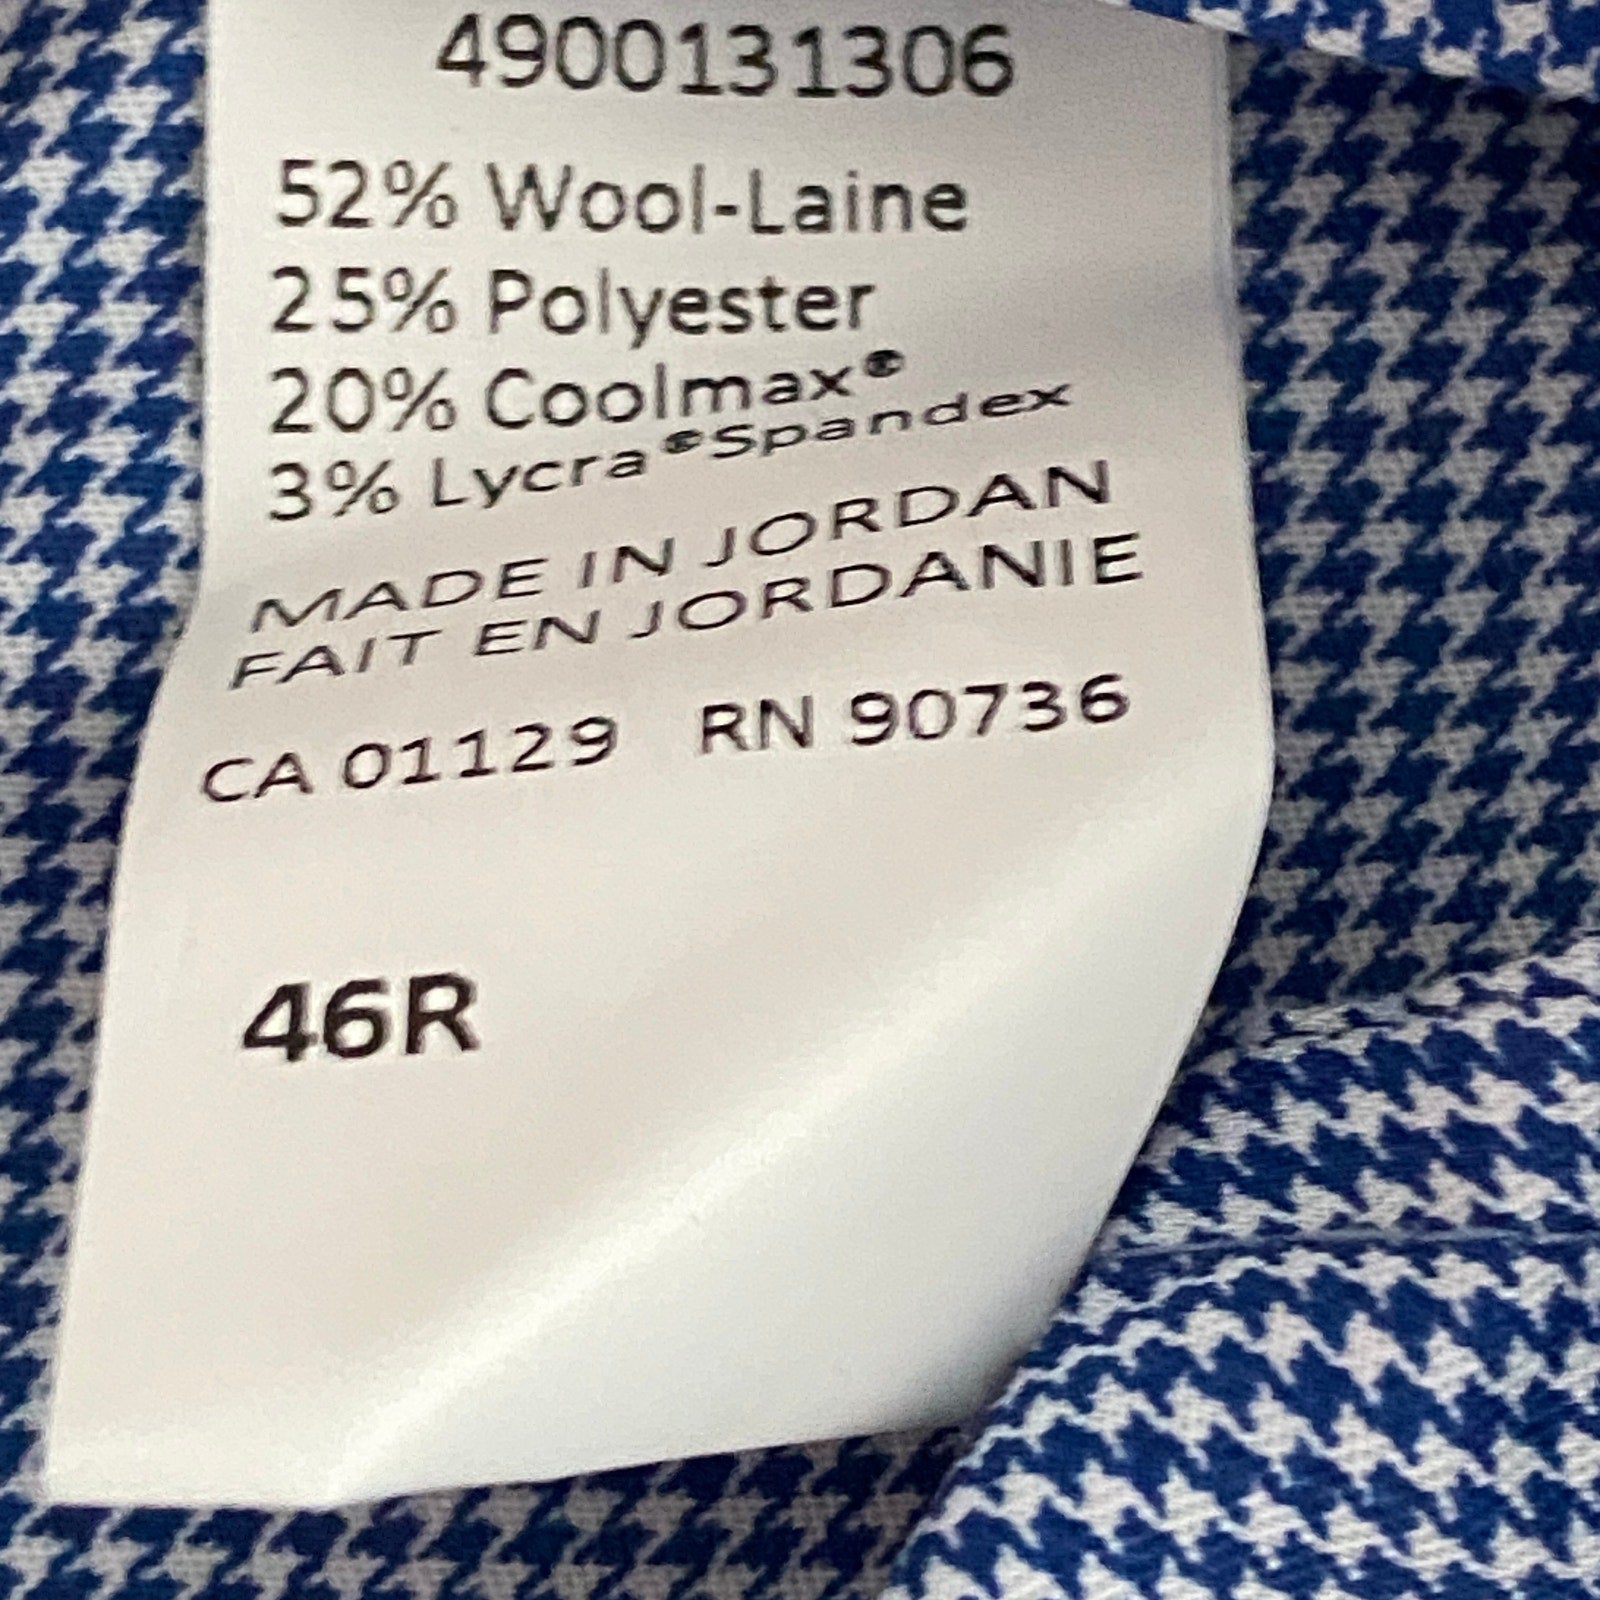 4900131306
52% Wool-Laine
25% Polyester
20% Coolmax®
3% Lycra®Spandex
MADE IN JORDAN
FAIT EN JORDANIE
CA 01129 RN 90736
46R